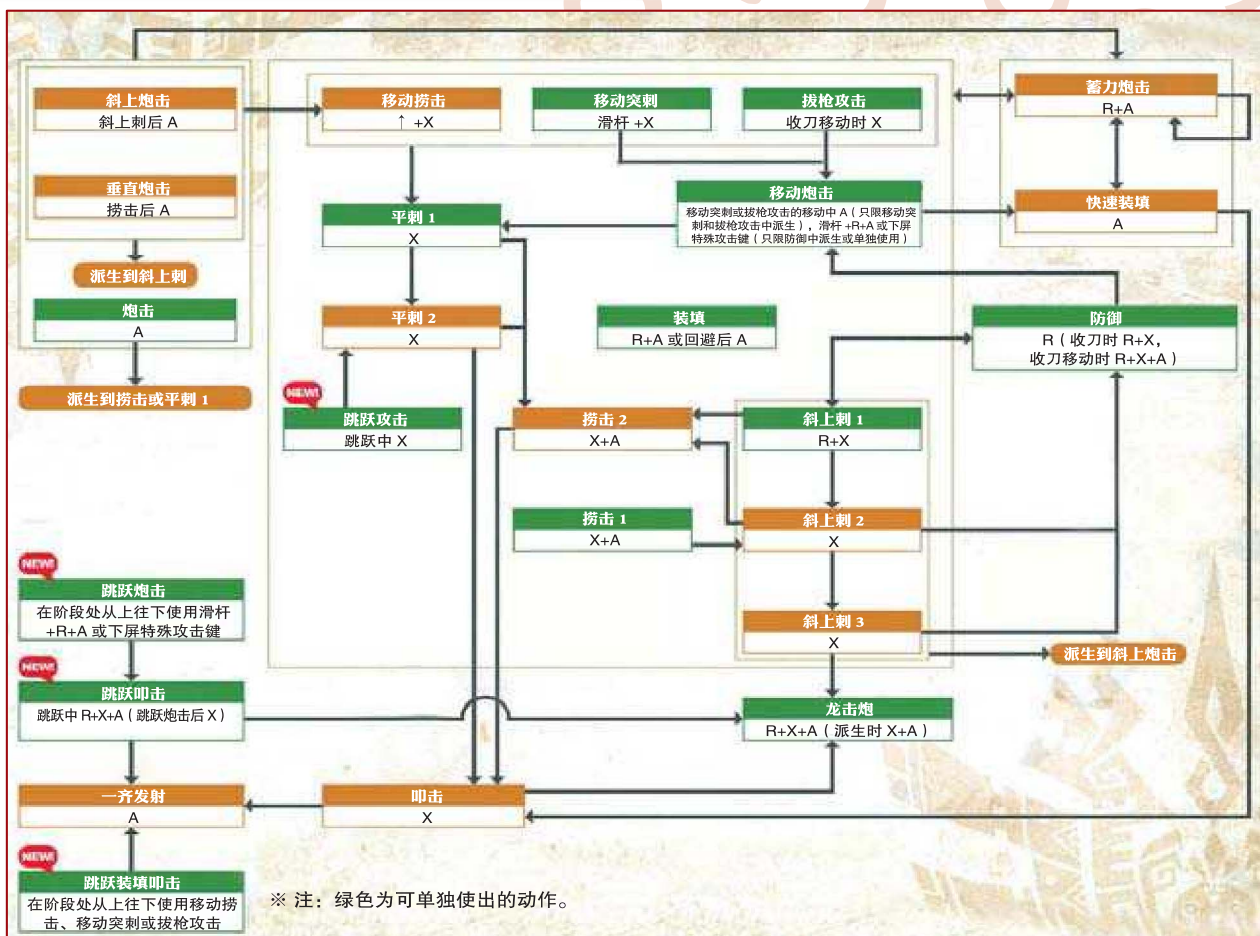 斜上炮击
斜上刺后 A
垂直炮击
捞击后 A
派生到斜上刺
炮击
A
派生到捞击或平刺 1
移动捞击
↑ +X
移动突刺
滑杆 +X
拔枪攻击
收刀移动时 X
蓄力炮击
R+A
快速装填
A
移动炮击
移动突刺或拔枪攻击的移动中 A（只限移动突
刺和拔枪攻击中派生），滑杆 +R+A 或下屏
特殊攻击键（只限防御中派生或单独使用）
平刺 1
X
平刺 2
X
装填
R+A 或回避后 A
防御
R（收刀时 R+X，
收刀移动时 R+X+A）
NEW!
跳跃攻击
跳跃中 X
捞击 2
X+A
斜上刺 1
R+X
捞击 1
X+A
斜上刺 2
X
斜上刺 3
X
派生到斜上炮击
NEW!
跳跃炮击
在阶段处从上往下使用滑杆
+R+A 或下屏特殊攻击键
NEW!
跳跃叩击
跳跃中 R+X+A（跳跃炮击后 X）
龙击炮
R+X+A（派生时 X+A）
一齐发射
A
叩击
X
NEW!
跳跃装填叩击
在阶段处从上往下使用移动捞
击、移动突刺或拔枪攻击
※ 注：绿色为可单独使出的动作。